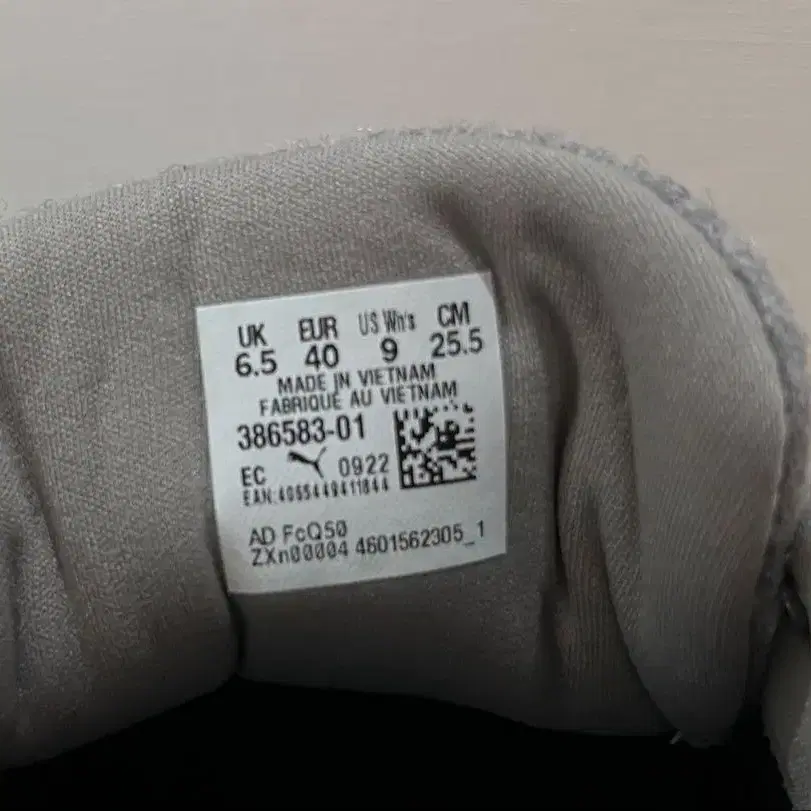 UK EUR US Wn's CM
6.5 40 9 25.5
MADE IN VIETNAM
FABRIQUE AU VIETNAM
386583-01
EC 0922
EAN:4065449411844
AD FcQ50
ZXn00004 4601562305_1